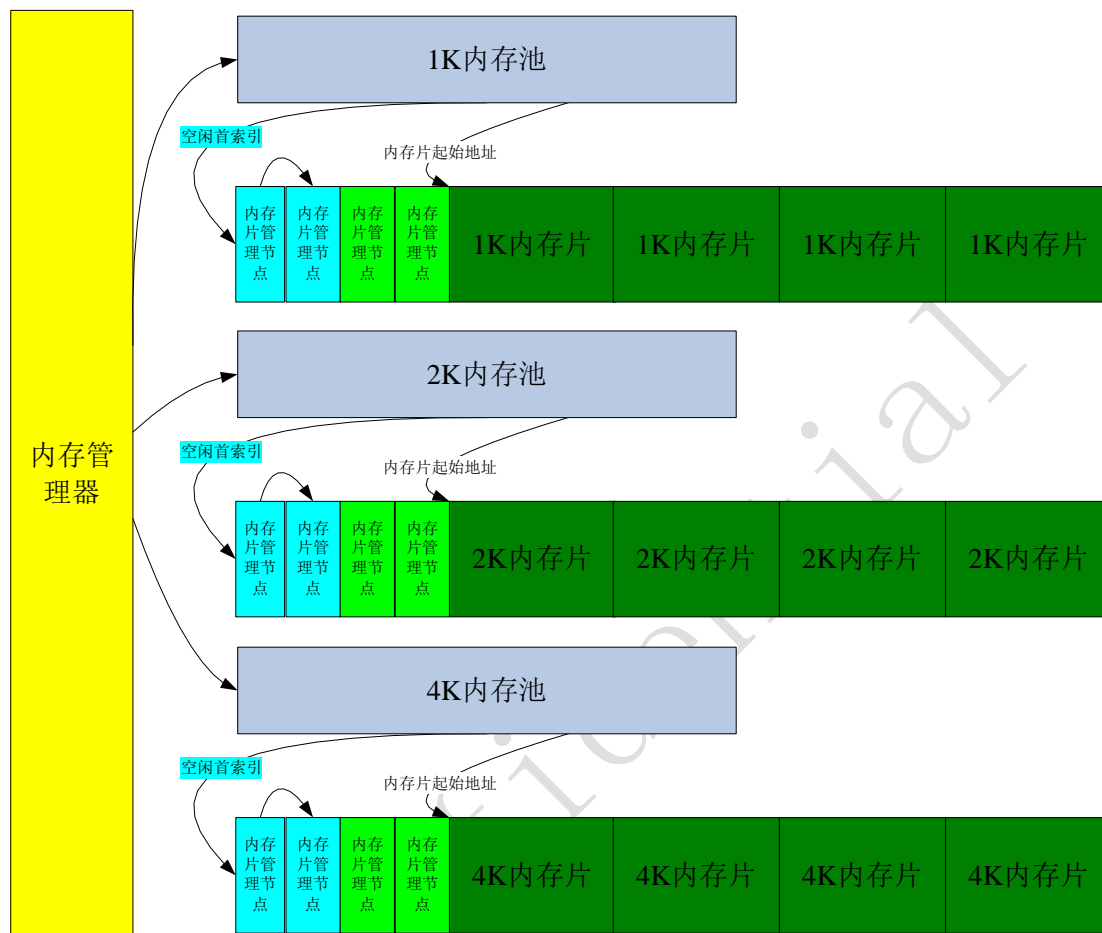 内存管
理器
1K内存池
空闲首索引
内存片起始地址
内存
片管
理节
点
内存
片管
理节
点
内存
片管
理节
点
内存
片管
理节
点
1K内存片
1K内存片
1K内存片
1K内存片
2K内存池
空闲首索引
内存片起始地址
内存
片管
理节
点
内存
片管
理节
点
内存
片管
理节
点
内存
片管
理节
点
2K内存片
2K内存片
2K内存片
2K内存片
4K内存池
空闲首索引
内存片起始地址
内存
片管
理节
点
内存
片管
理节
点
内存
片管
理节
点
内存
片管
理节
点
4K内存片
4K内存片
4K内存片
4K内存片